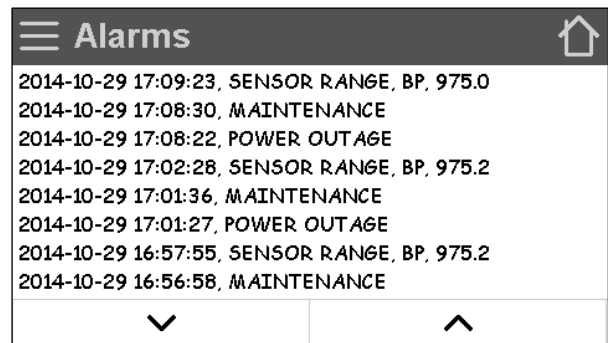 Alarms
2014-10-29 17:09:23, SENSOR RANGE, BP, 975.0
2014-10-29 17:08:30, MAINTENANCE
2014-10-29 17:08:22, POWER OUTAGE
2014-10-29 17:02:28, SENSOR RANGE, BP, 975.2
2014-10-29 17:01:36, MAINTENANCE
2014-10-29 17:01:27, POWER OUTAGE
2014-10-29 16:57:55, SENSOR RANGE, BP, 975.2
2014-10-29 16:56:58, MAINTENANCE